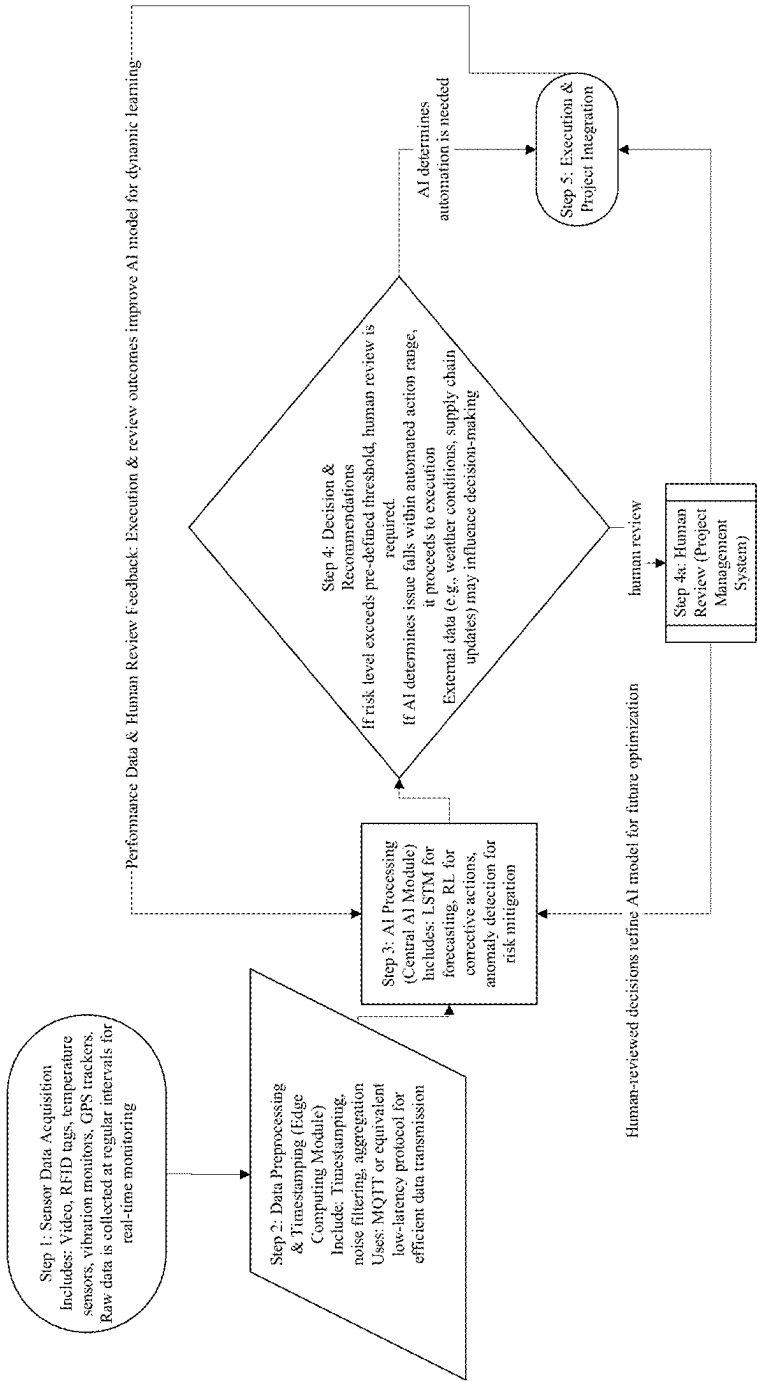 Step 1: Sensor Data Acquisition
Includes: Video, RFID tags, temperature
sensors, vibration monitors, GPS trackers.
Raw data is collected at regular intervals for
real-time monitoring
Step 2: Data Preprocessing
& Timestamping (Edge
Computing Module)
Include: Timestamping,
noise filtering, aggregation
Uses: MQTT or equivalent
low-latency protocol for
efficient data transmission
Performance Data & Human Review Feedback: Execution & review outcomes improve AI model for dynamic learning
Step 3: AI Processing
(Central AI Module)
Includes: LSTM for
forecasting, RL for
corrective actions,
anomaly detection for
risk mitigation
Step 4: Decision &
Recommendations
If risk level exceeds pre-defined threshold, human review is
required.
If AI determines issue falls within automated action range,
it proceeds to execution
External data (e.g., weather conditions, supply chain
updates) may influence decision-making
AI determines
automation is needed
Step 5: Execution &
Project Integration
human review
Step 4a: Human
Review (Project
Management
System)
Human-reviewed decisions refine AI model for future optimization